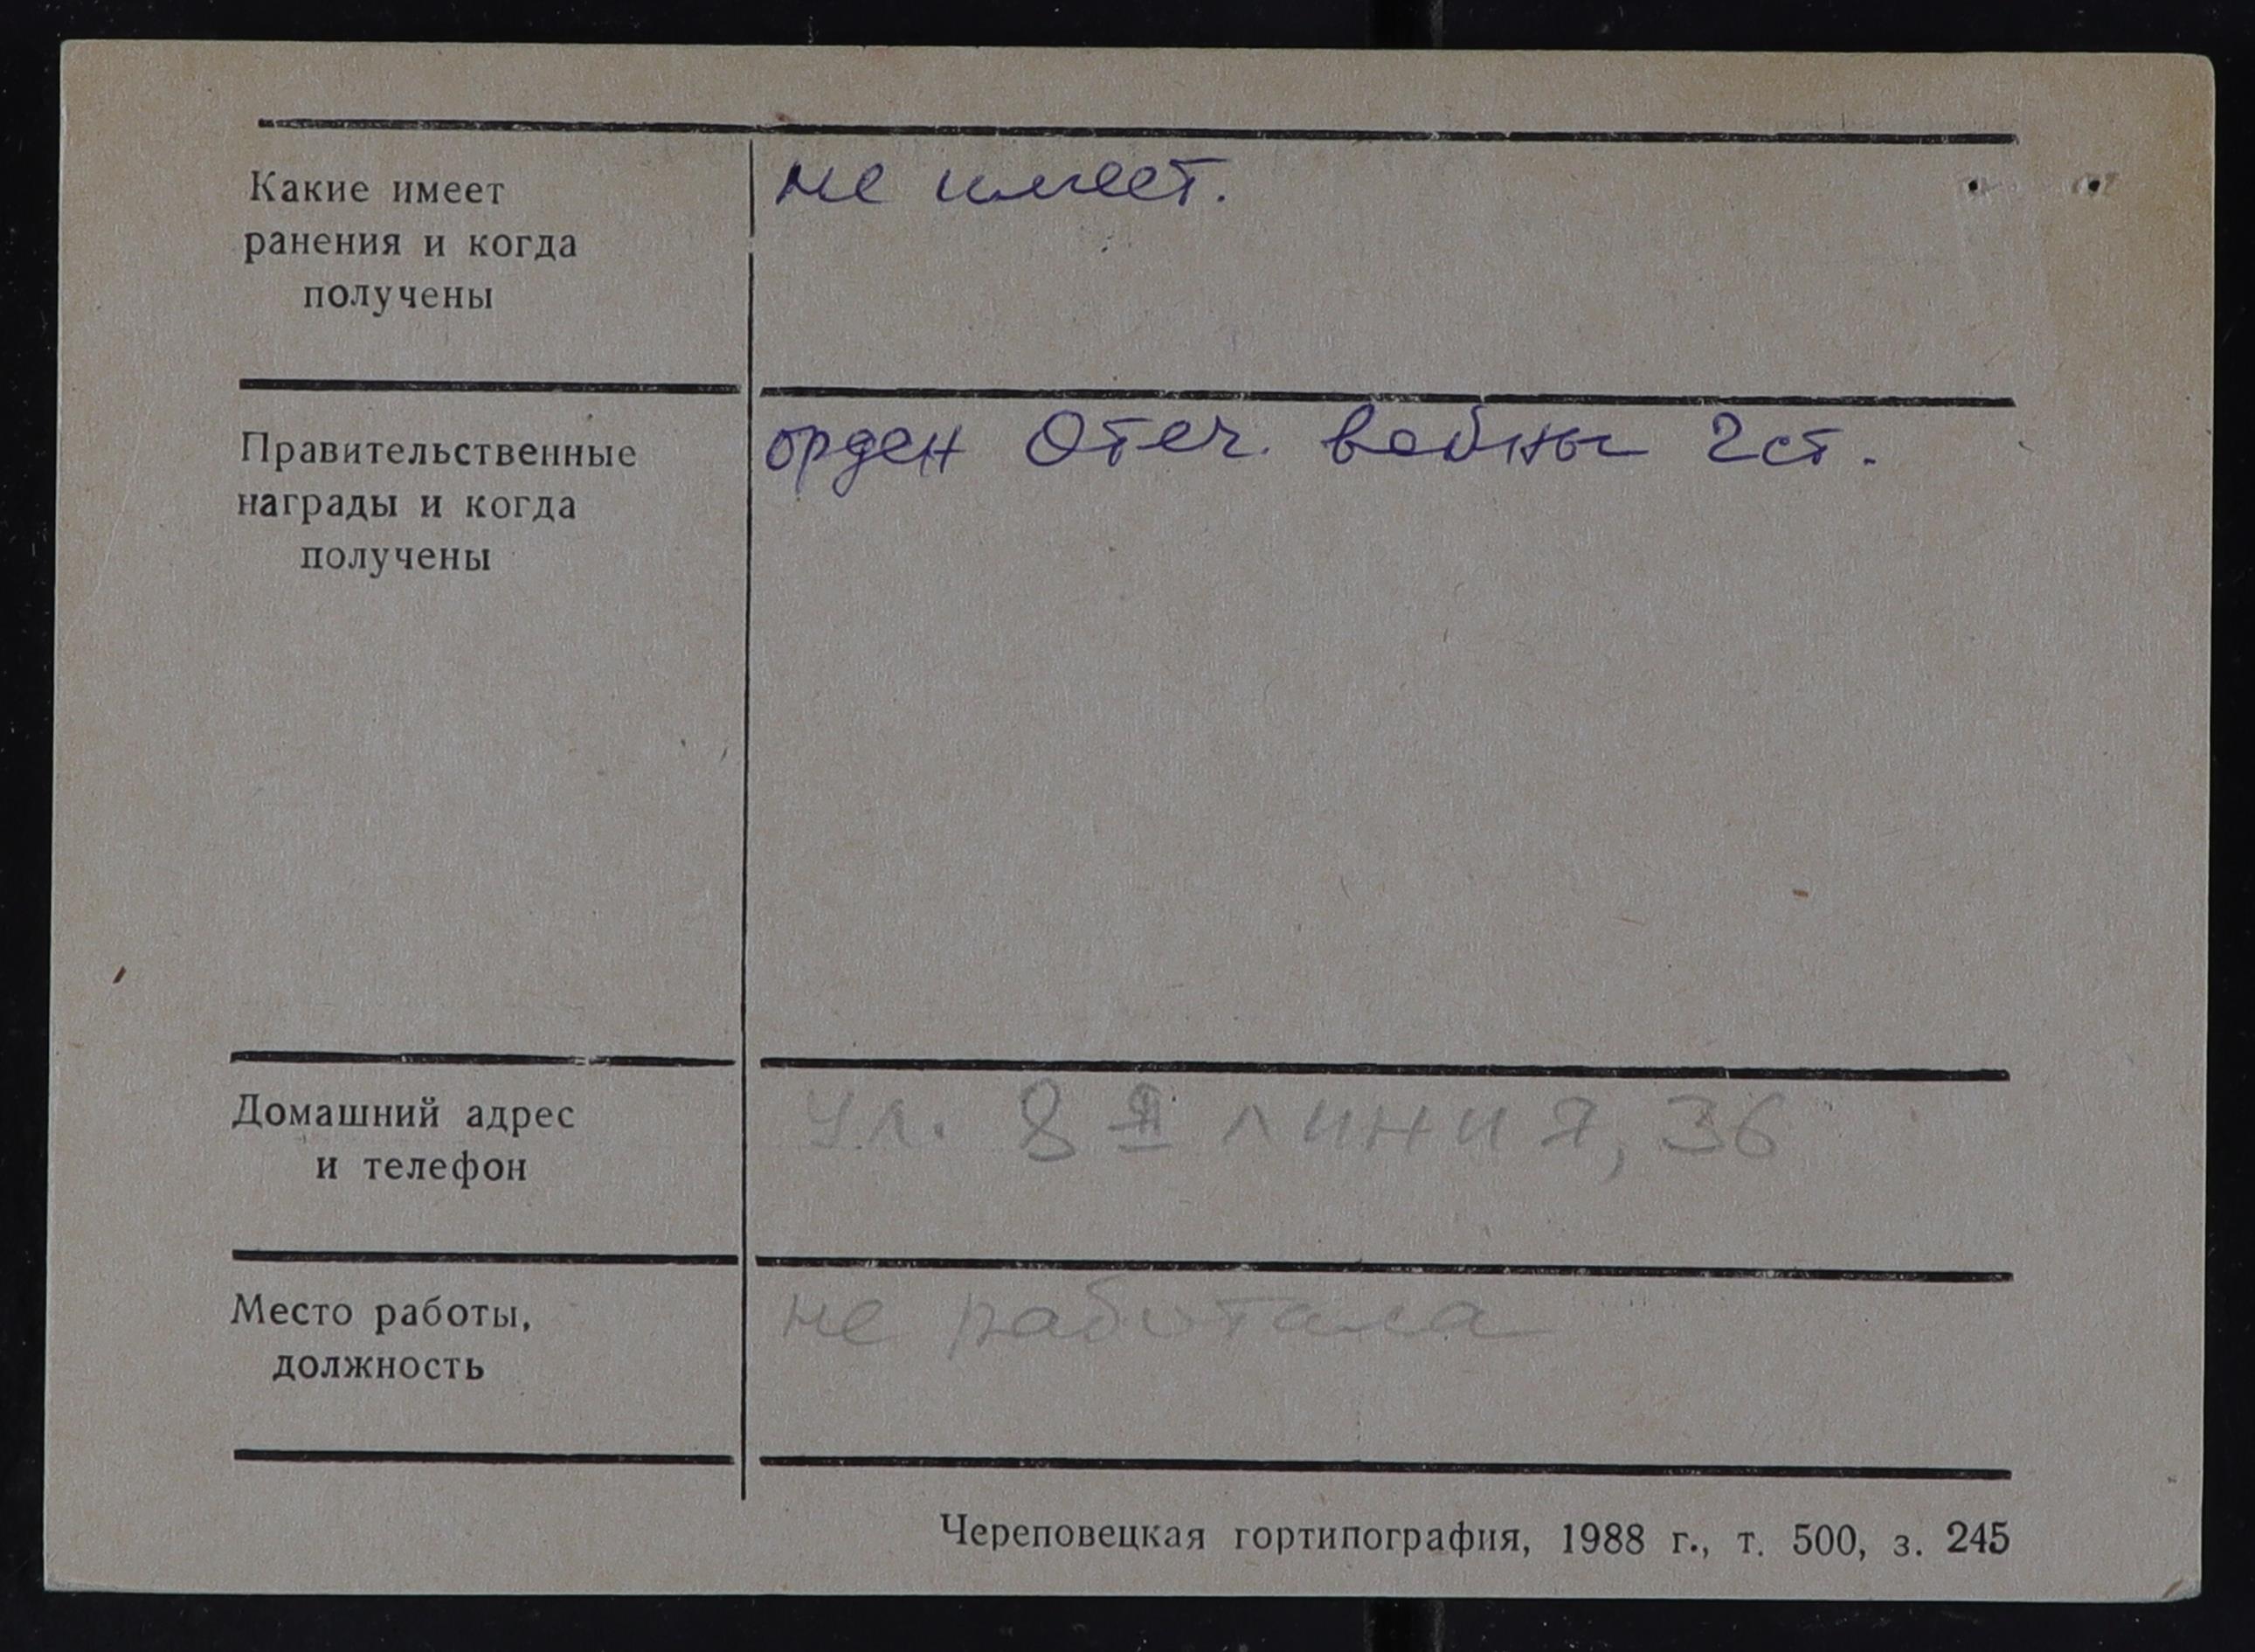 Какие имеет
ранения и когда
получены
не имеет.
Правительственные
награды и когда
получены
орден Отеч. войны 2ст.
Домашний адрес
и телефон
ул. 8 я линия, 36
Место работы,
должность
не работала
Череповецкая гортипография, 1988 г., т. 500, з. 245